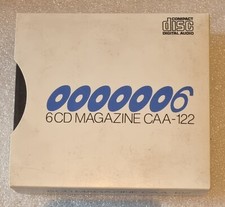 COMPACT
disc
DIGITAL AUDIO
0000006
6 CD MAGAZINE CAA-122